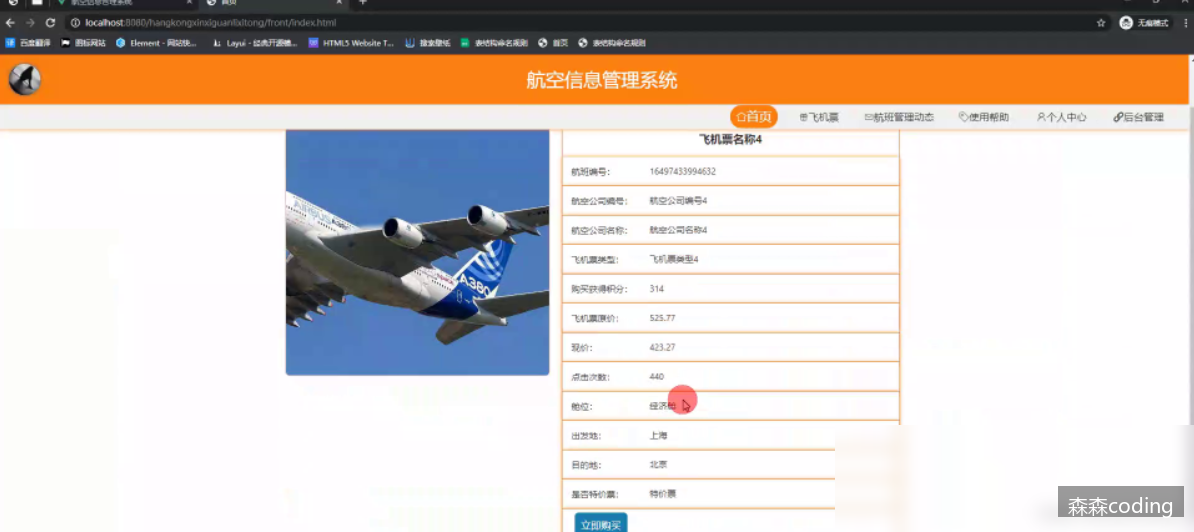 航空信息管理系统
首页
localhost:8080/hangkongxinxiguanlixitong/front/index.html
无痕模式
百度翻译 图标网站 Element - 网站快... Layui - 经典开源模... HTML5 Website T... 搜索壁纸 表结构命名规则 首页 表结构命名规则
航空信息管理系统
首页 飞机票 航班管理动态 使用帮助 个人中心 后台管理
飞机票名称4
航班编号: 16497433994632
航空公司编号: 航空公司编号4
航空公司名称: 航空公司名称4
飞机票类型: 飞机票类型4
购买获得积分: 314
飞机票原价: 525.77
现价: 423.27
点击次数: 440
舱位: 经济舱
出发地: 上海
目的地: 北京
是否特价票: 特价票
立即购买
A380
森森coding